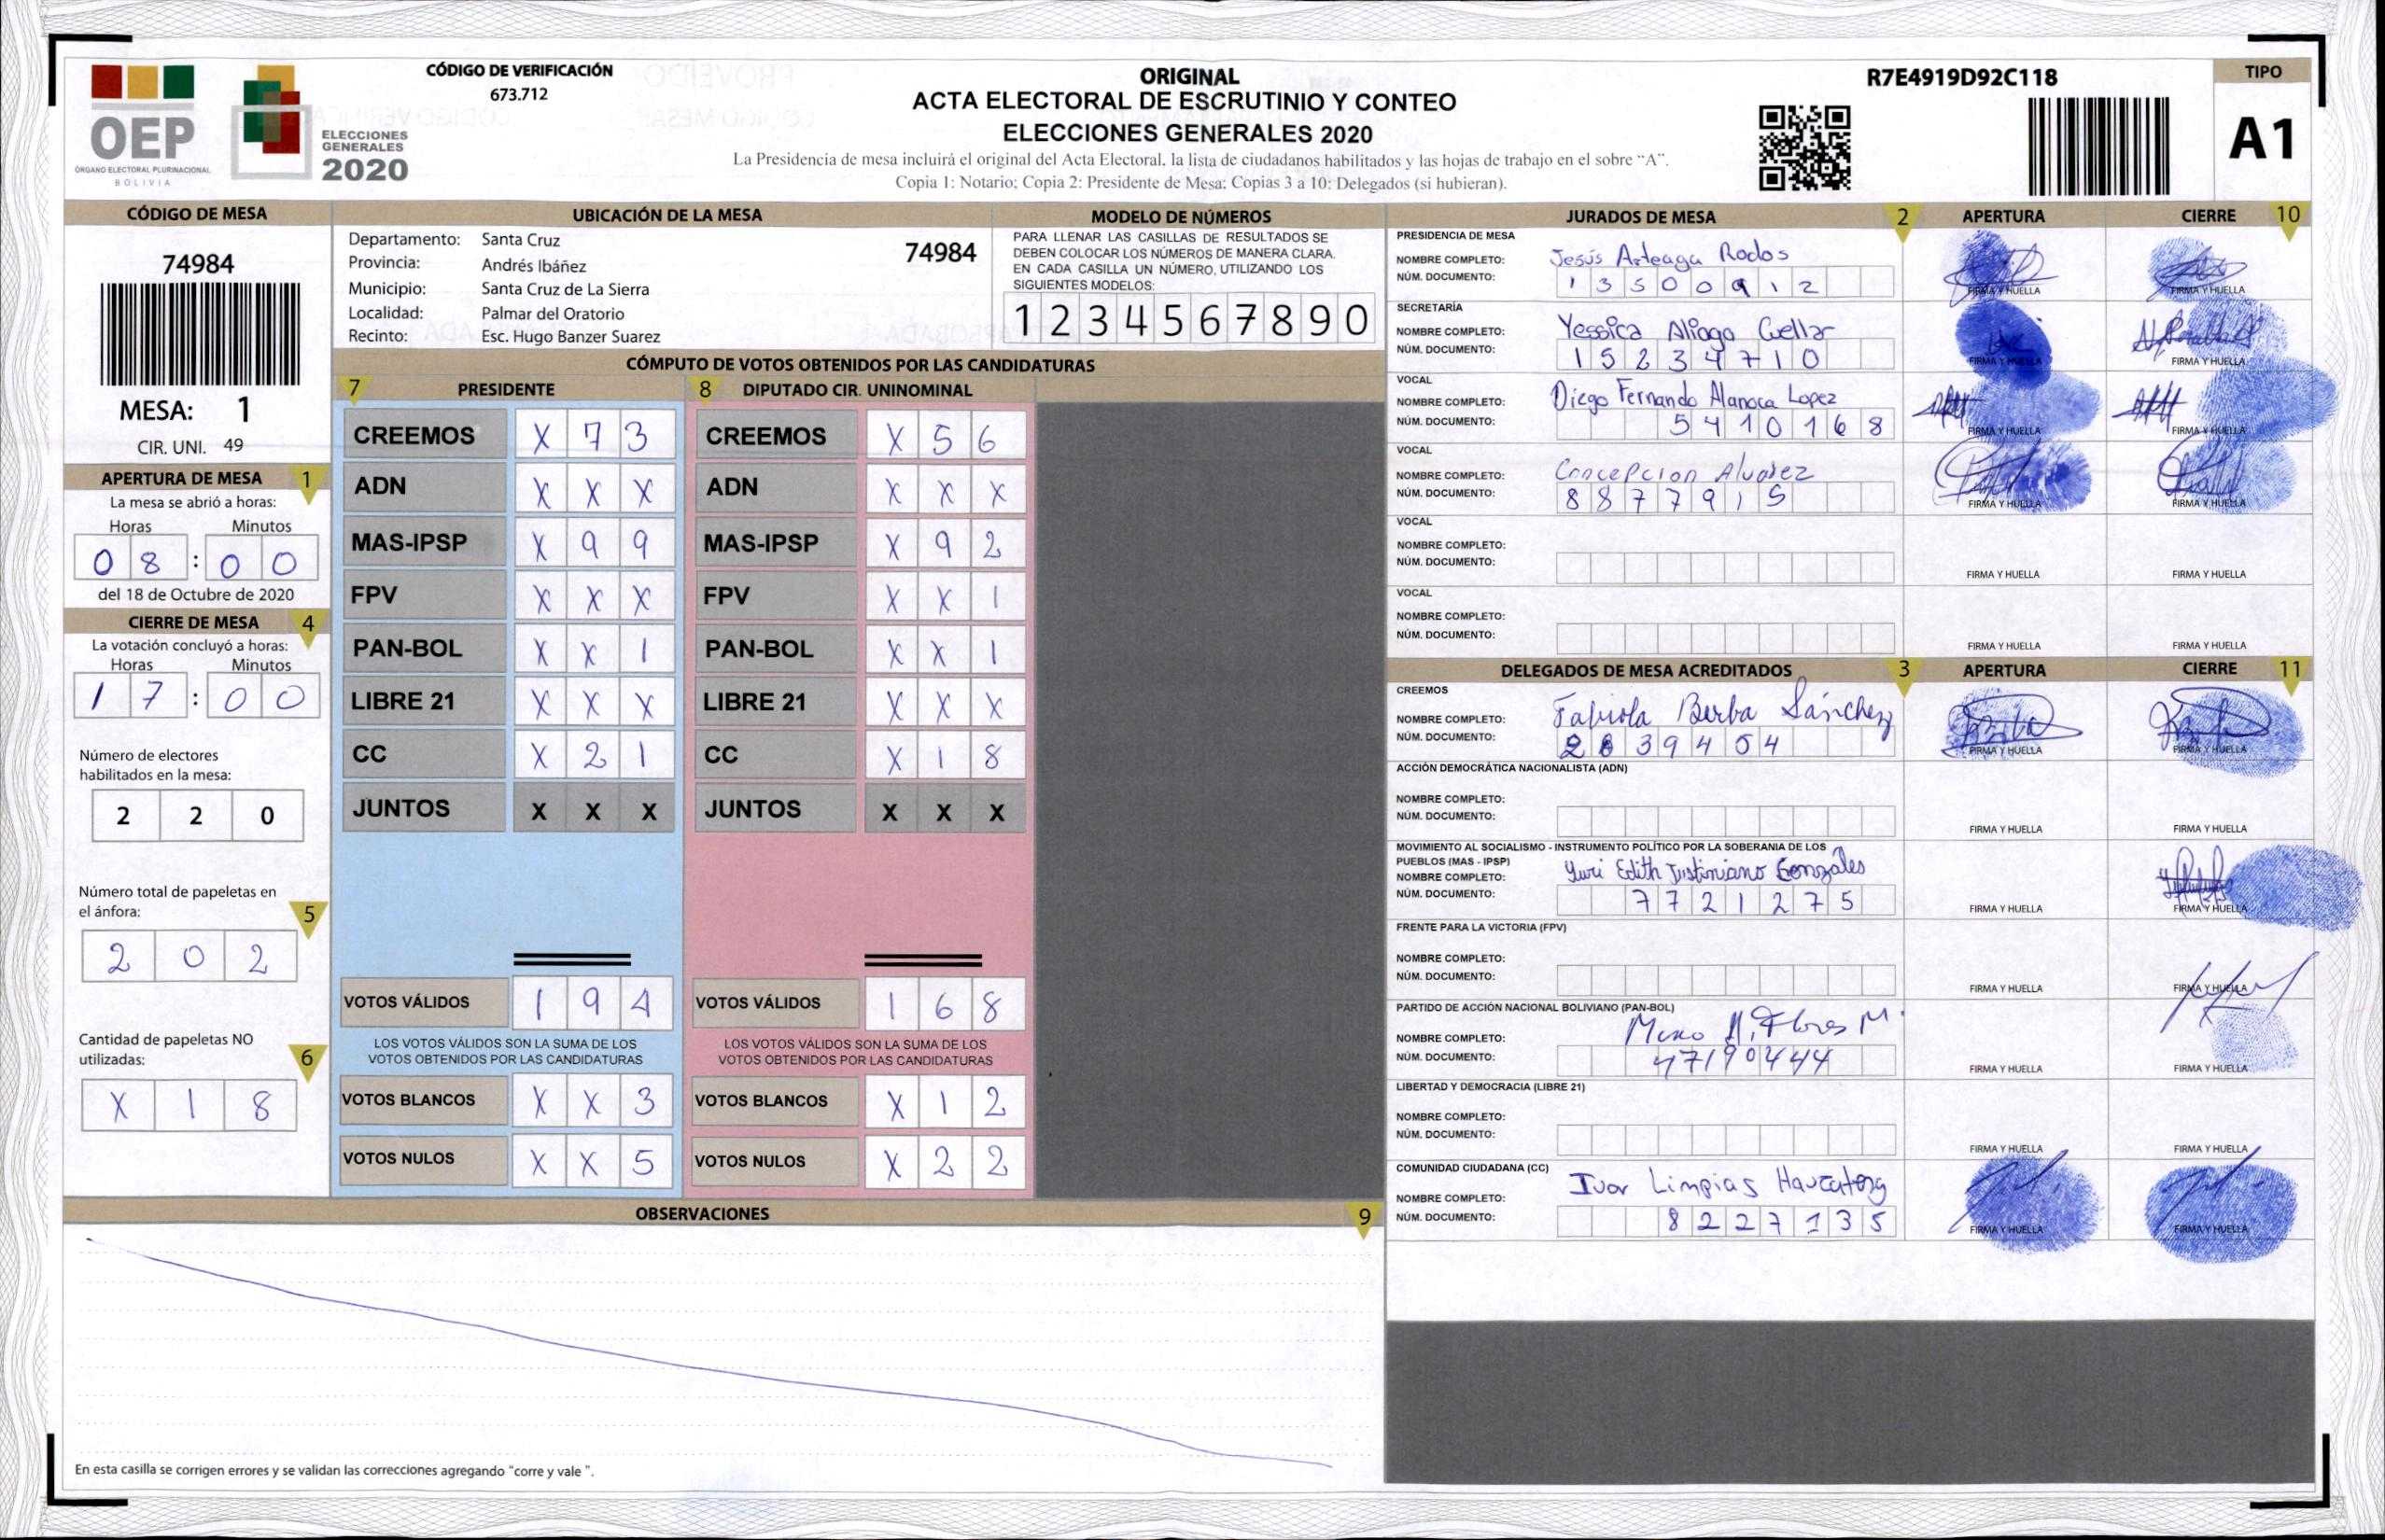 OEP
ÓRGANO ELECTORAL PLURINACIONAL
BOLIVIA
ELECCIONES
GENERALES
2020
CÓDIGO DE VERIFICACIÓN
673.712
ORIGINAL
ACTA ELECTORAL DE ESCRUTINIO Y CONTEO
ELECCIONES GENERALES 2020
La Presidencia de mesa incluirá el original del Acta Electoral, la lista de ciudadanos habilitados y las hojas de trabajo en el sobre "A".
Copia 1: Notario; Copia 2: Presidente de Mesa; Copias 3 a 10: Delegados (si hubieran).
R7E4919D92C118
TIPO
A1
CÓDIGO DE MESA
74984
MESA: 1
CIR. UNI. 49
APERTURA DE MESA 1
La mesa se abrió a horas:
Horas Minutos
0 8 : 0 0
del 18 de Octubre de 2020
CIERRE DE MESA 4
La votación concluyó a horas:
Horas Minutos
1 7 : 0 0
Número de electores
habilitados en la mesa:
2 2 0
Número total de papeletas en
el ánfora: 5
2 0 2
Cantidad de papeletas NO
utilizadas: 6
X 1 8
UBICACIÓN DE LA MESA
Departamento: Santa Cruz 74984
Provincia: Andrés Ibáñez
Municipio: Santa Cruz de La Sierra
Localidad: Palmar del Oratorio
Recinto: Esc. Hugo Banzer Suarez
MODELO DE NÚMEROS
PARA LLENAR LAS CASILLAS DE RESULTADOS SE
DEBEN COLOCAR LOS NÚMEROS DE MANERA CLARA.
EN CADA CASILLA UN NÚMERO, UTILIZANDO LOS
SIGUIENTES MODELOS:
1 2 3 4 5 6 7 8 9 0
CÓMPUTO DE VOTOS OBTENIDOS POR LAS CANDIDATURAS
7 PRESIDENTE
CREEMOS X 7 3
ADN X X X
MAS-IPSP X 9 9
FPV X X X
PAN-BOL X X 1
LIBRE 21 X X X
CC X 2 1
JUNTOS X X X
VOTOS VÁLIDOS 1 9 4
LOS VOTOS VÁLIDOS SON LA SUMA DE LOS
VOTOS OBTENIDOS POR LAS CANDIDATURAS
VOTOS BLANCOS X X 3
VOTOS NULOS X X 5
8 DIPUTADO CIR. UNINOMINAL
CREEMOS X 5 6
ADN X X X
MAS-IPSP X 9 2
FPV X X 1
PAN-BOL X X 1
LIBRE 21 X X X
CC X 1 8
JUNTOS X X X
VOTOS VÁLIDOS 1 6 8
LOS VOTOS VÁLIDOS SON LA SUMA DE LOS
VOTOS OBTENIDOS POR LAS CANDIDATURAS
VOTOS BLANCOS X 1 2
VOTOS NULOS X 2 2
OBSERVACIONES 9
En esta casilla se corrigen errores y se validan las correcciones agregando "corre y vale ".
JURADOS DE MESA 2 APERTURA CIERRE 10
PRESIDENCIA DE MESA
NOMBRE COMPLETO: Jesús Arteaga Rodos
NÚM. DOCUMENTO: 1 3 5 0 0 9 1 2
FIRMA Y HUELLA FIRMA Y HUELLA
SECRETARÍA
NOMBRE COMPLETO: Yessica Aliaga Cuellar
NÚM. DOCUMENTO: 1 5 2 3 4 7 1 0
FIRMA Y HUELLA FIRMA Y HUELLA
VOCAL
NOMBRE COMPLETO: Diego Fernando Alanoca Lopez
NÚM. DOCUMENTO: 5 4 1 0 1 6 8
FIRMA Y HUELLA FIRMA Y HUELLA
VOCAL
NOMBRE COMPLETO: Concepcion Alvarez
NÚM. DOCUMENTO: 8 8 7 7 9 1 5
FIRMA Y HUELLA FIRMA Y HUELLA
VOCAL
NOMBRE COMPLETO:
NÚM. DOCUMENTO:
FIRMA Y HUELLA FIRMA Y HUELLA
VOCAL
NOMBRE COMPLETO:
NÚM. DOCUMENTO:
FIRMA Y HUELLA FIRMA Y HUELLA
DELEGADOS DE MESA ACREDITADOS 3 APERTURA CIERRE 11
CREEMOS
NOMBRE COMPLETO: Fabiola Berba Sánchez
NÚM. DOCUMENTO: 2 8 3 9 4 5 4
FIRMA Y HUELLA FIRMA Y HUELLA
ACCIÓN DEMOCRÁTICA NACIONALISTA (ADN)
NOMBRE COMPLETO:
NÚM. DOCUMENTO:
FIRMA Y HUELLA FIRMA Y HUELLA
MOVIMIENTO AL SOCIALISMO - INSTRUMENTO POLÍTICO POR LA SOBERANIA DE LOS
PUEBLOS (MAS - IPSP)
NOMBRE COMPLETO: Yuri Edith Justiniano Gonzales
NÚM. DOCUMENTO: 7 7 2 1 2 7 5
FIRMA Y HUELLA FIRMA Y HUELLA
FRENTE PARA LA VICTORIA (FPV)
NOMBRE COMPLETO:
NÚM. DOCUMENTO:
FIRMA Y HUELLA FIRMA Y HUELLA
PARTIDO DE ACCIÓN NACIONAL BOLIVIANO (PAN-BOL)
NOMBRE COMPLETO: Flores M.
NÚM. DOCUMENTO: 47190444
FIRMA Y HUELLA FIRMA Y HUELLA
LIBERTAD Y DEMOCRACIA (LIBRE 21)
NOMBRE COMPLETO:
NÚM. DOCUMENTO:
FIRMA Y HUELLA FIRMA Y HUELLA
COMUNIDAD CIUDADANA (CC)
NOMBRE COMPLETO: Ivar Limpias
NÚM. DOCUMENTO: 8 2 2 7 1 3 5
FIRMA Y HUELLA FIRMA Y HUELLA